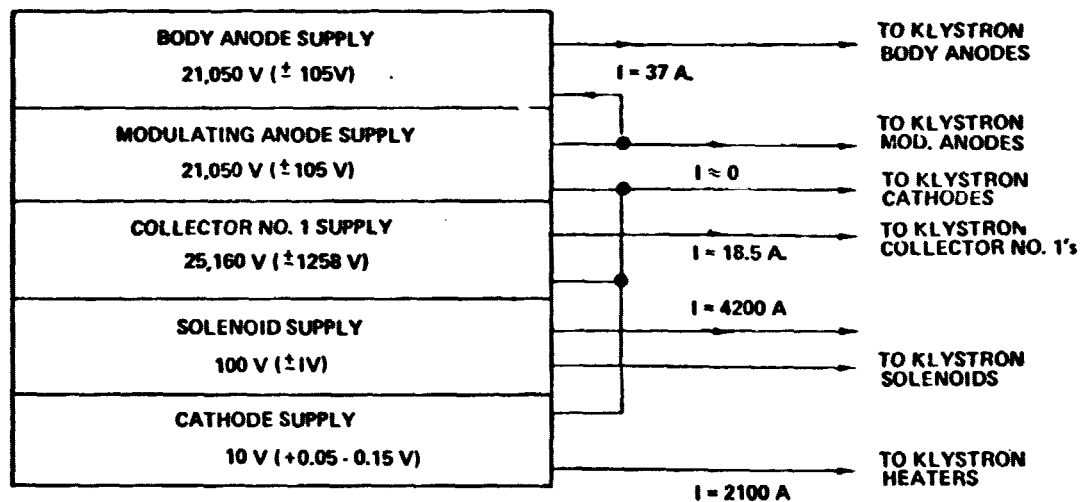 BODY ANODE SUPPLY
21,050 V (± 105V)
MODULATING ANODE SUPPLY
21,050 V (±105 V)
COLLECTOR NO. 1 SUPPLY
25,160 V (±1258 V)
SOLENOID SUPPLY
100 V (±IV)
CATHODE SUPPLY
10 V (+0.05 - 0.15 V)
I = 37 A.
I ≈ 0
I = 18.5 A.
I = 4200 A
I = 2100 A
TO KLYSTRON
BODY ANODES
TO KLYSTRON
MOD. ANODES
TO KLYSTRON
CATHODES
TO KLYSTRON
COLLECTOR NO. 1's
TO KLYSTRON
SOLENOIDS
TO KLYSTRON
HEATERS